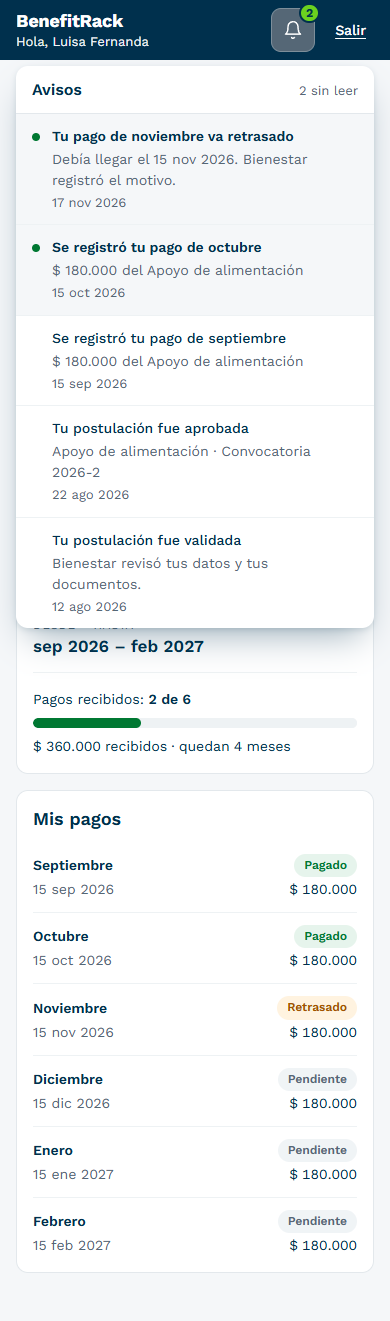 BenefitRack
Hola, Luisa Fernanda
2
Salir
Avisos
2 sin leer
Tu pago de noviembre va retrasado
Debía llegar el 15 nov 2026. Bienestar
registró el motivo.
17 nov 2026
Se registró tu pago de octubre
$ 180.000 del Apoyo de alimentación
15 oct 2026
Se registró tu pago de septiembre
$ 180.000 del Apoyo de alimentación
15 sep 2026
Tu postulación fue aprobada
Apoyo de alimentación · Convocatoria
2026-2
22 ago 2026
Tu postulación fue validada
Bienestar revisó tus datos y tus
documentos.
12 ago 2026
sep 2026 – feb 2027
Pagos recibidos: 2 de 6
$ 360.000 recibidos · quedan 4 meses
Mis pagos
Septiembre
Pagado
15 sep 2026
$ 180.000
Octubre
Pagado
15 oct 2026
$ 180.000
Noviembre
Retrasado
15 nov 2026
$ 180.000
Diciembre
Pendiente
15 dic 2026
$ 180.000
Enero
Pendiente
15 ene 2027
$ 180.000
Febrero
Pendiente
15 feb 2027
$ 180.000